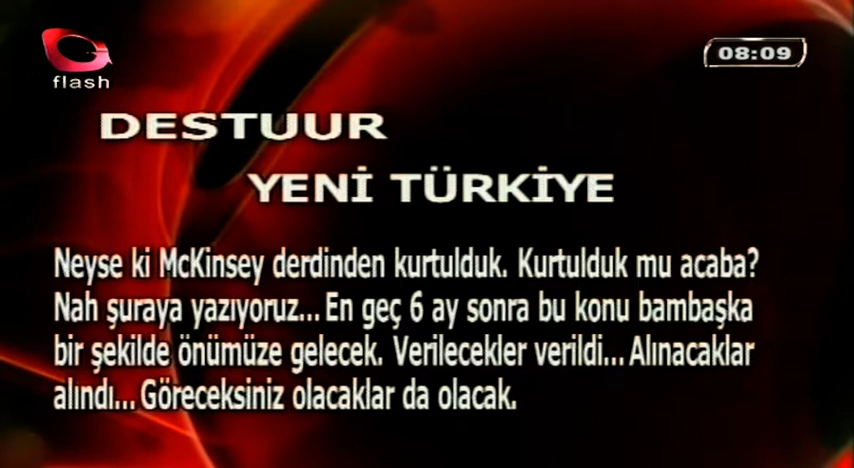 flash
08:09
DESTUUR
YENİ TÜRKİYE
Neyse ki McKinsey derdinden kurtulduk. Kurtulduk mu acaba?
Nah şuraya yazıyoruz... En geç 6 ay sonra bu konu bambaşka
bir şekilde önümüze gelecek. Verilecekler verildi... Alınacaklar
alındı... Göreceksiniz olacaklar da olacak.